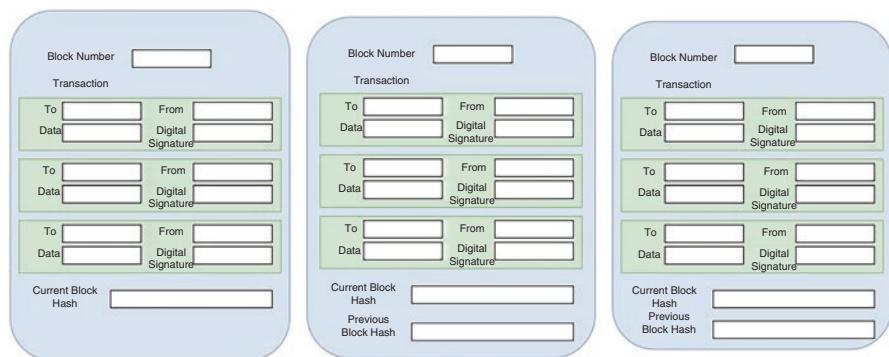 Block Number
Transaction
To From
Data Digital
Signature
To From
Data Digital
Signature
To From
Data Digital
Signature
Current Block
Hash
Block Number
Transaction
To From
Data Digital
Signature
To From
Data Digital
Signature
To From
Data Digital
Signature
Current Block
Hash
Previous
Block Hash
Block Number
Transaction
To From
Data Digital
Signature
To From
Data Digital
Signature
To From
Data Digital
Signature
Current Block
Hash
Previous
Block Hash